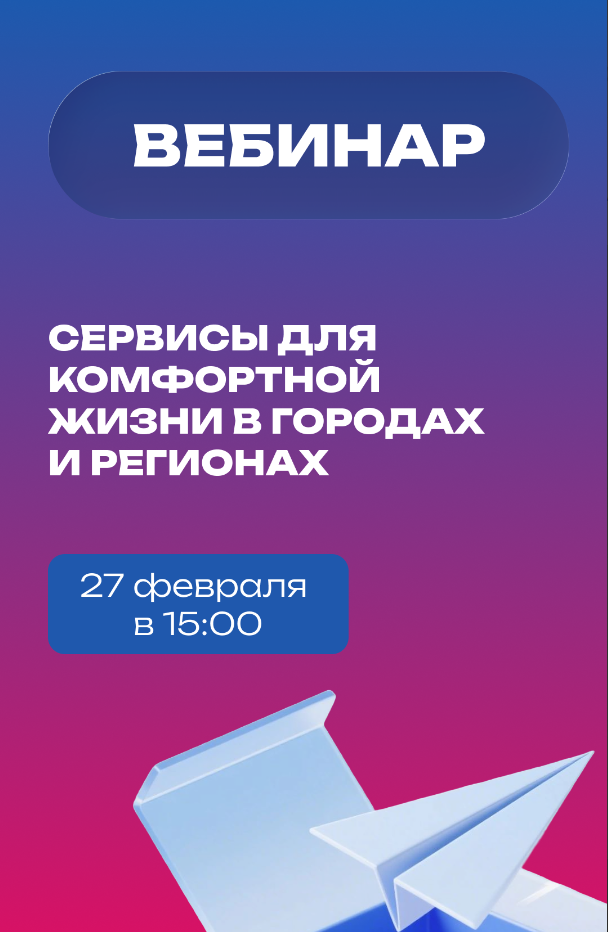 ВЕБИНАР
СЕРВИСЫ ДЛЯ
КОМФОРТНОЙ
ЖИЗНИ В ГОРОДАХ
И РЕГИОНАХ
27 февраля
в 15:00